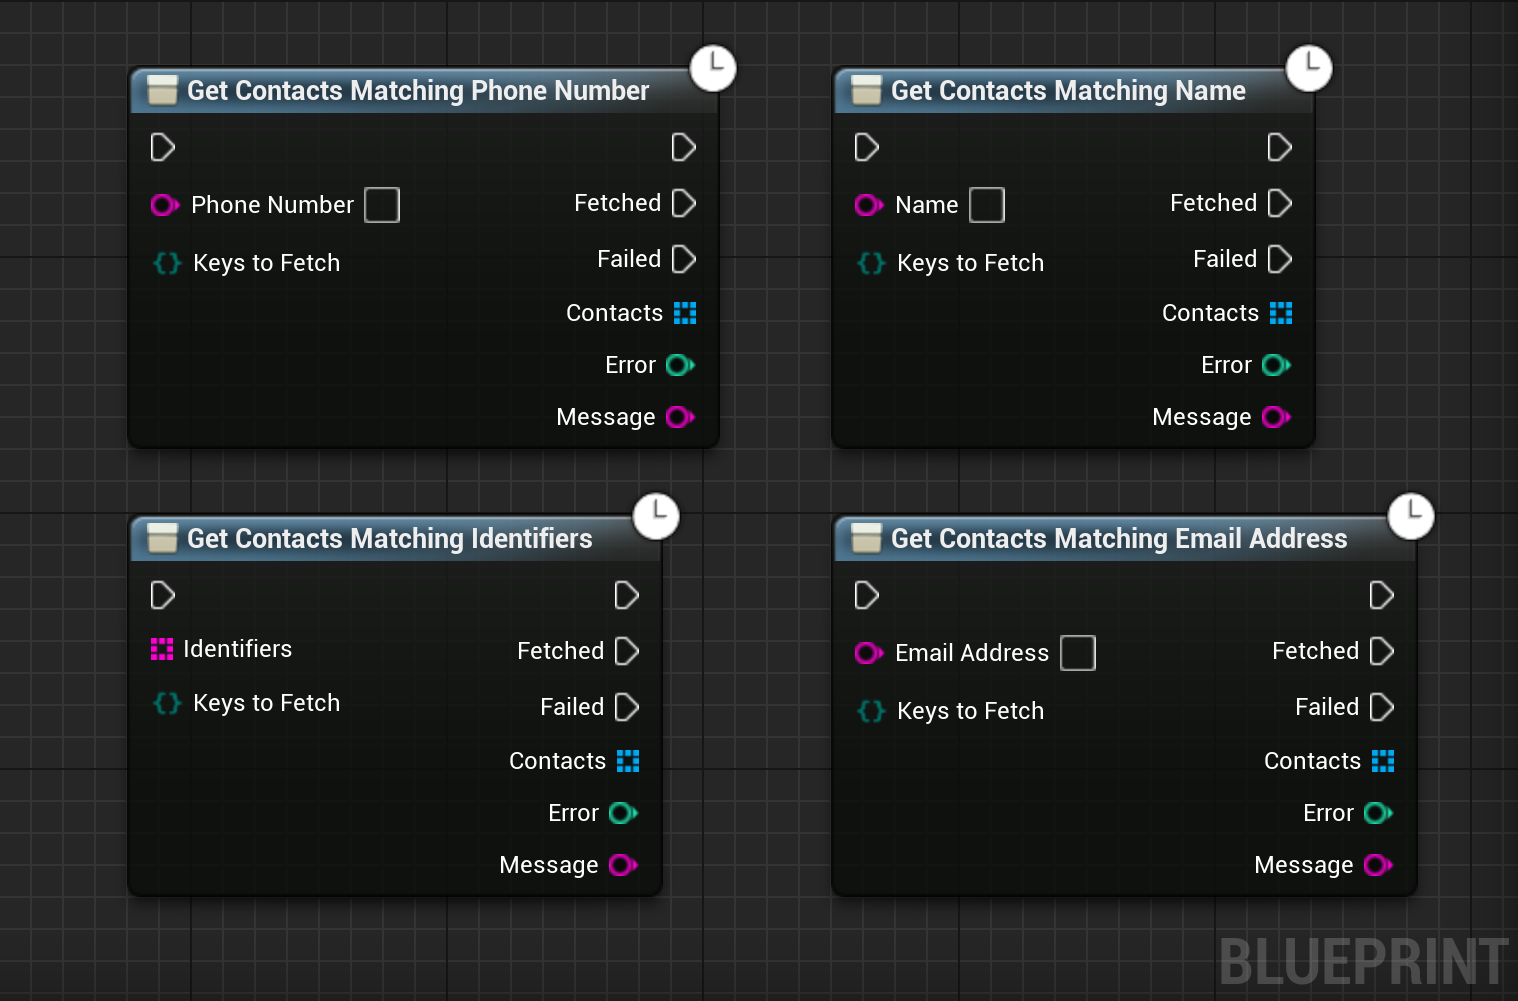 Get Contacts Matching Phone Number
Phone Number
Fetched
Keys to Fetch
Failed
Contacts
Error
Message
Get Contacts Matching Name
Name
Fetched
Keys to Fetch
Failed
Contacts
Error
Message
Get Contacts Matching Identifiers
Identifiers
Fetched
Keys to Fetch
Failed
Contacts
Error
Message
Get Contacts Matching Email Address
Email Address
Fetched
Keys to Fetch
Failed
Contacts
Error
Message
BLUEPRINT